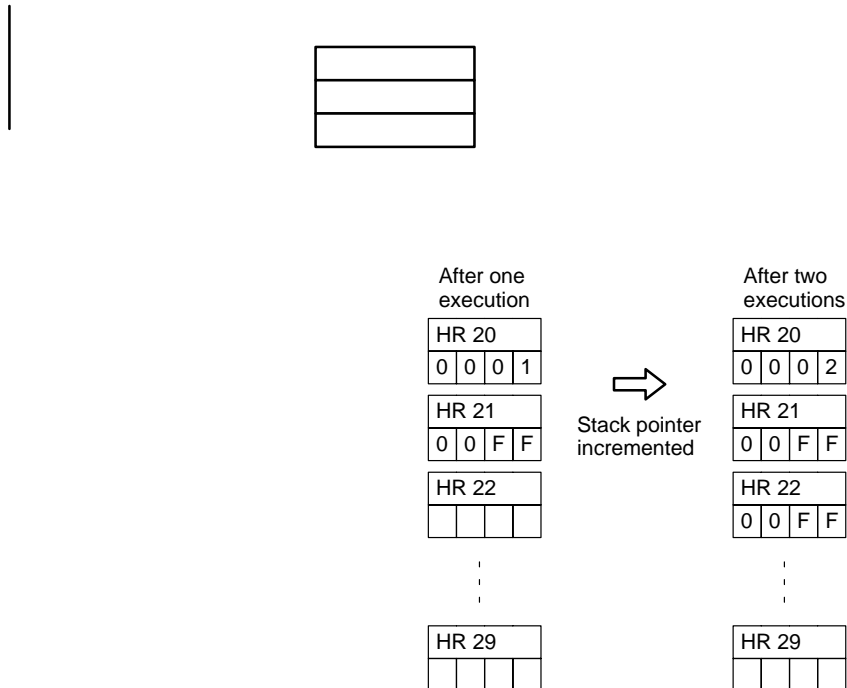 After one
execution
After two
executions
HR 20
0 0 0 1
HR 20
0 0 0 2
Stack pointer
incremented
HR 21
0 0 F F
HR 21
0 0 F F
HR 22
HR 22
0 0 F F
HR 29
HR 29